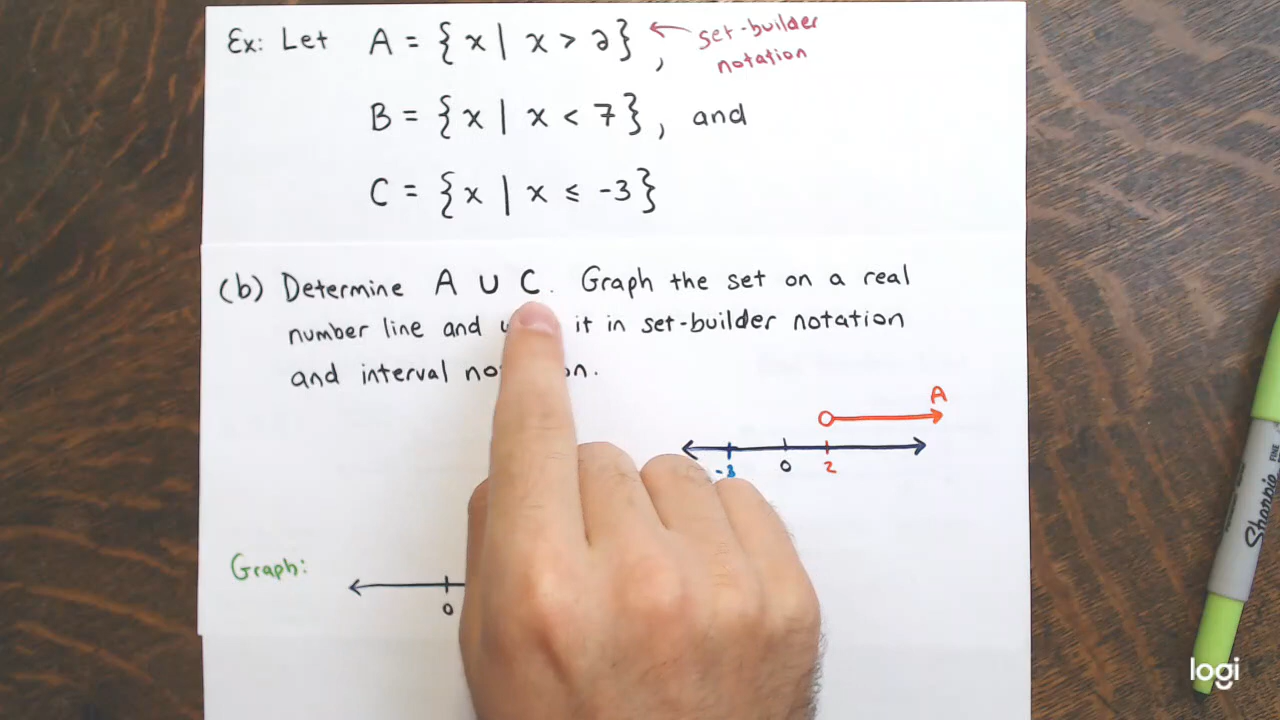 Ex: Let A = { x | x > 2 }, ← set-builder
notation
B = { x | x < 7 }, and
C = { x | x ≤ -3 }
(b) Determine A ∪ C. Graph the set on a real
number line and it in set-builder notation
and interval
A
-3 0 2
Graph:
0
Sharpie FINE
logi